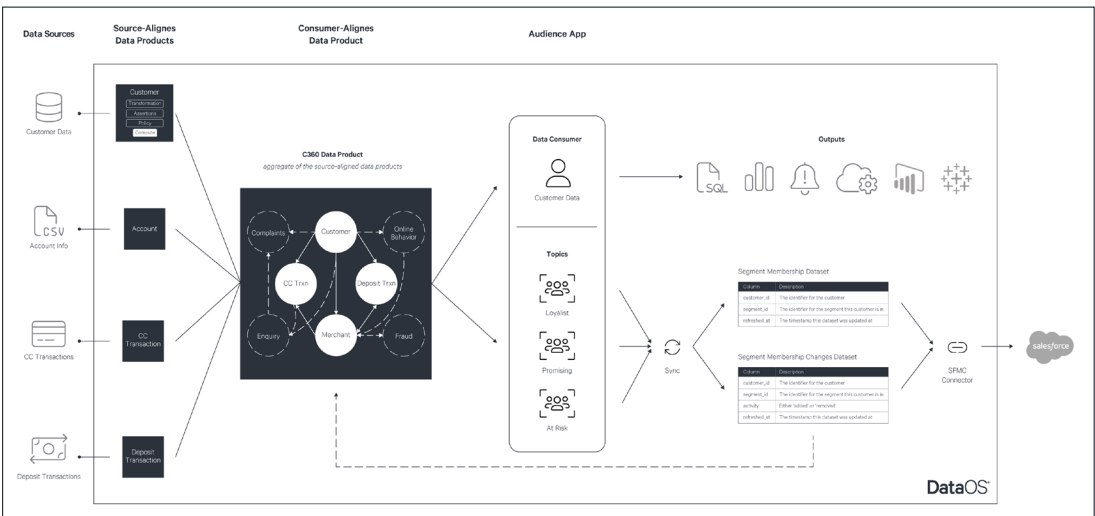 Data Sources
Source-Alignes
Data Products
Consumer-Alignes
Data Product
Audience App
Customer Data
Account Info
CC Transactions
Deposit Transactions
CSV
Customer
Transformation
Assertions
Policy
Compute
Account
CC
Transaction
Deposit
Transaction
C360 Data Product
aggregate of the source-aligned data products
Complaints
Customer
Online
Behavior
CC Trxn
Deposit Trxn
Enquiry
Merchant
Fraud
Data Consumer
Customer Data
Topics
Loyalist
Promising
At Risk
Outputs
SQL
Sync
Segment Membership Dataset
Column Description
customer_id The identifier for the customer
segment_id The identifier for the segment this customer is in
refreshed_at The timestamp this dataset was updated at
Segment Membership Changes Dataset
Column Description
customer_id The identifier for the customer
segment_id The identifier for the segment this customer is in
activity Either 'added' or 'removed'
refreshed_at The timestamp this dataset was updated at
SFMC
Connector
salesforce
DataOS